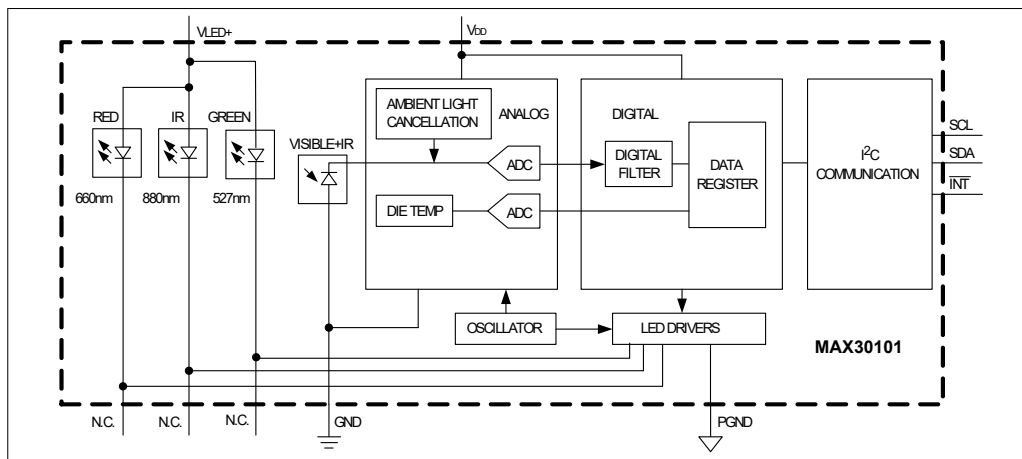 VLED+
VDD
RED
IR
GREEN
660nm
880nm
527nm
VISIBLE+IR
AMBIENT LIGHT
CANCELLATION
ANALOG
ADC
DIE TEMP
ADC
DIGITAL
DIGITAL
FILTER
DATA
REGISTER
I²C
COMMUNICATION
SCL
SDA
I̅N̅T̅
OSCILLATOR
LED DRIVERS
MAX30101
N.C.
N.C.
N.C.
GND
PGND